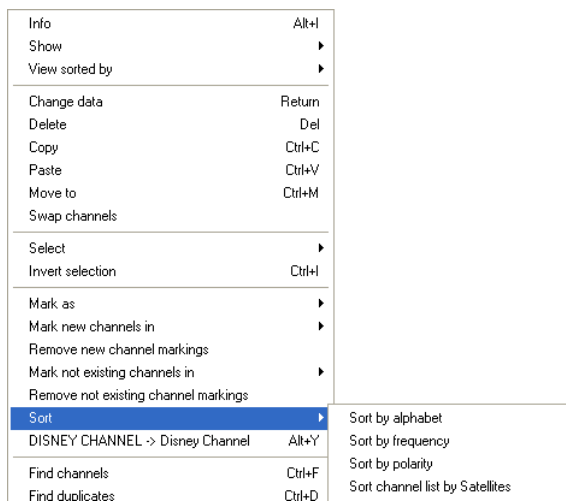 Info Alt+I
Show
View sorted by
Change data Return
Delete Del
Copy Ctrl+C
Paste Ctrl+V
Move to Ctrl+M
Swap channels
Select
Invert selection Ctrl+I
Mark as
Mark new channels in
Remove new channel markings
Mark not existing channels in
Remove not existing channel markings
Sort
Sort by alphabet
DISNEY CHANNEL -> Disney Channel Alt+Y
Sort by frequency
Sort by polarity
Find channels Ctrl+F
Sort channel list by Satellites
Find duplicates Ctrl+D